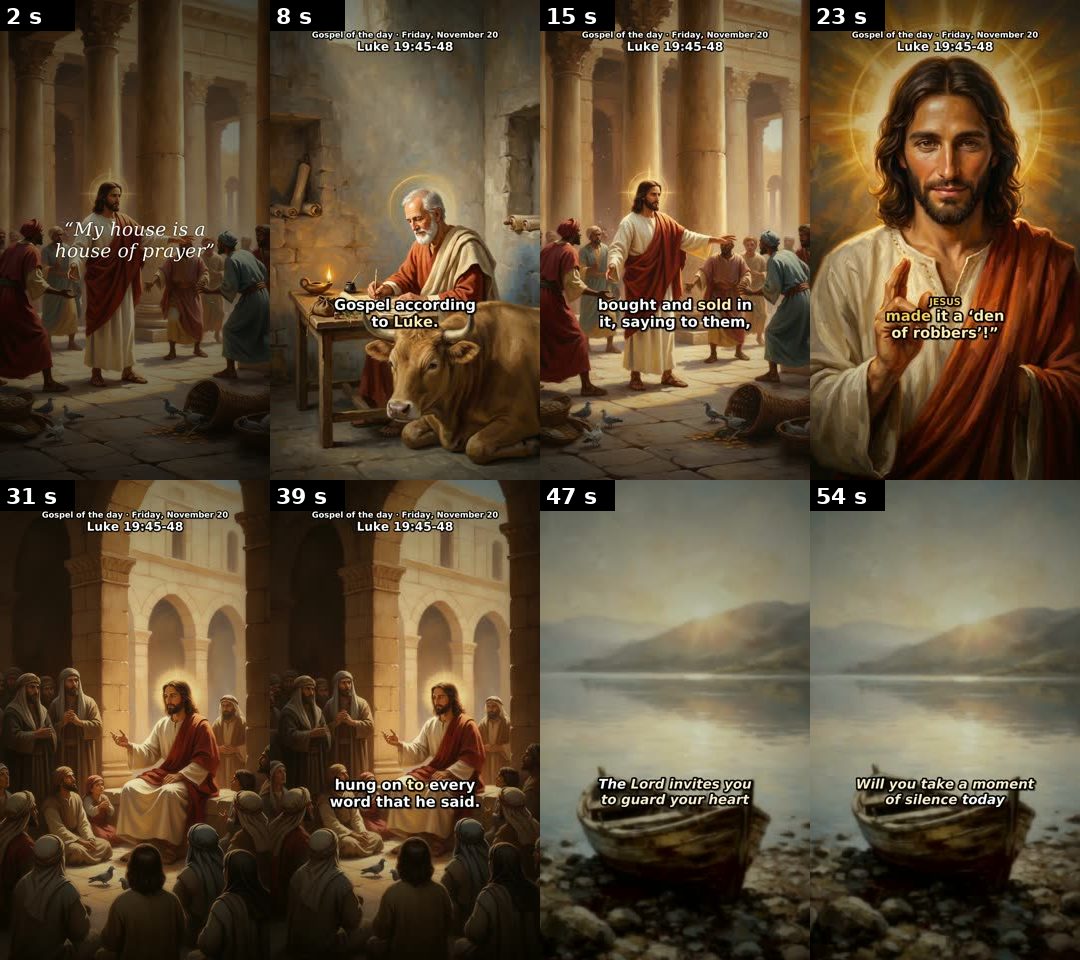 2 s
“My house is a
house of prayer”
8 s
Gospel of the day · Friday, November 20
Luke 19:45-48
Gospel according
to Luke.
15 s
Gospel of the day · Friday, November 20
Luke 19:45-48
bought and sold in
it, saying to them,
23 s
Gospel of the day · Friday, November 20
Luke 19:45-48
JESUS
made it a ‘den
of robbers’!”
31 s
Gospel of the day · Friday, November 20
Luke 19:45-48
39 s
Gospel of the day · Friday, November 20
Luke 19:45-48
hung on to every
word that he said.
47 s
The Lord invites you
to guard your heart
54 s
Will you take a moment
of silence today